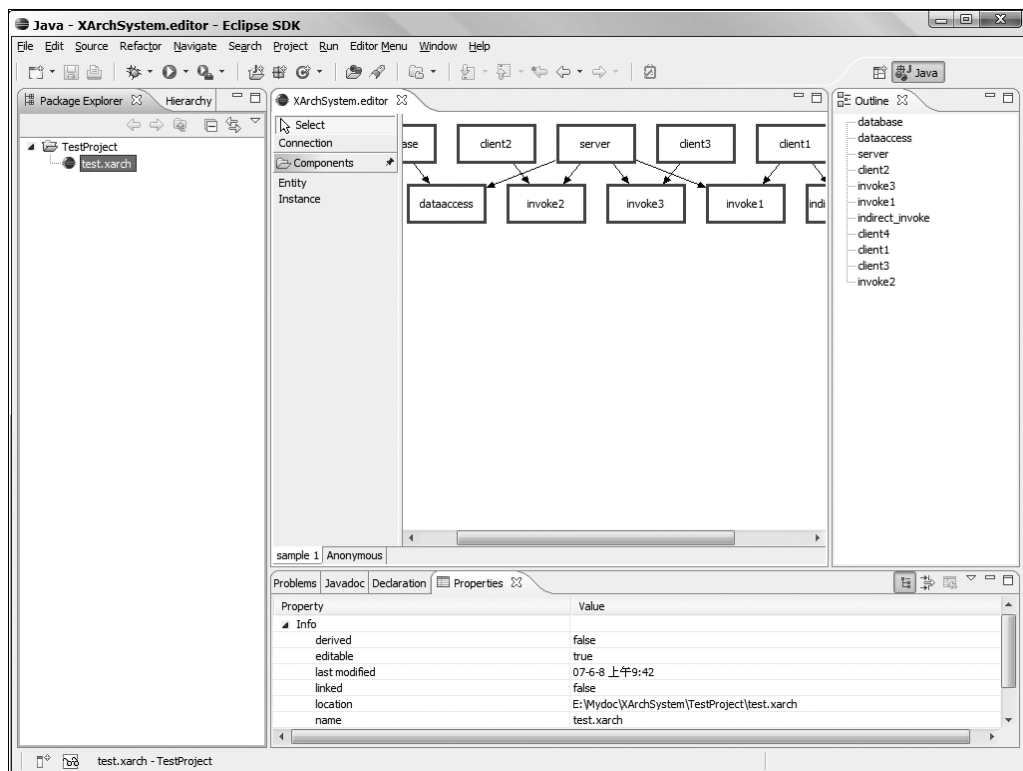 Java - XArchSystem.editor - Eclipse SDK
File Edit Source Refactor Navigate Search Project Run Editor Menu Window Help
Java
Package Explorer Hierarchy
TestProject
test.xarch
XArchSystem.editor
Select
Connection
Components
Entity
Instance
ase client2 server client3 client1
dataaccess invoke2 invoke3 invoke1 indi
sample 1 Anonymous
Outline
database
dataaccess
server
client2
invoke3
invoke1
indirect_invoke
client4
client1
client3
invoke2
Problems Javadoc Declaration Properties
Property Value
Info
derived false
editable true
last modified 07-6-8 上午9:42
linked false
location E:\Mydoc\XArchSystem\TestProject\test.xarch
name test.xarch
test.xarch - TestProject